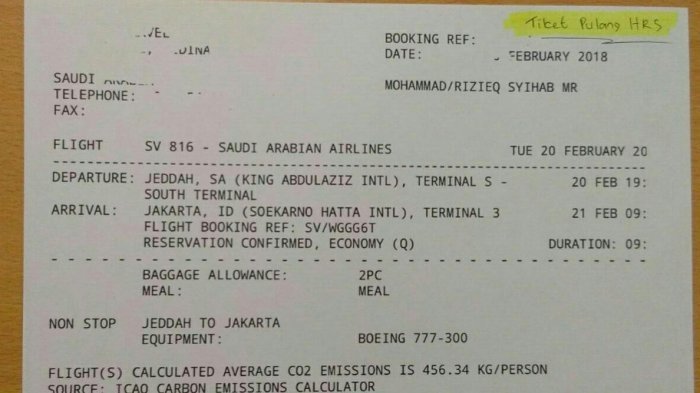 Tiket Pulang HRS
BOOKING REF:
DATE: FEBRUARY 2018
SAUDI
TELEPHONE:
FAX:
MOHAMMAD/RIZIEQ SYIHAB MR
FLIGHT SV 816 - SAUDI ARABIAN AIRLINES TUE 20 FEBRUARY 20
DEPARTURE: JEDDAH, SA (KING ABDULAZIZ INTL), TERMINAL S - 20 FEB 19:
SOUTH TERMINAL
ARRIVAL: JAKARTA, ID (SOEKARNO HATTA INTL), TERMINAL 3 21 FEB 09:
FLIGHT BOOKING REF: SV/WGGG6T
RESERVATION CONFIRMED, ECONOMY (Q) DURATION: 09:
BAGGAGE ALLOWANCE: 2PC
MEAL: MEAL
NON STOP JEDDAH TO JAKARTA
EQUIPMENT: BOEING 777-300
FLIGHT(S) CALCULATED AVERAGE CO2 EMISSIONS IS 456.34 KG/PERSON
SOURCE: ICAO CARBON EMISSIONS CALCULATOR